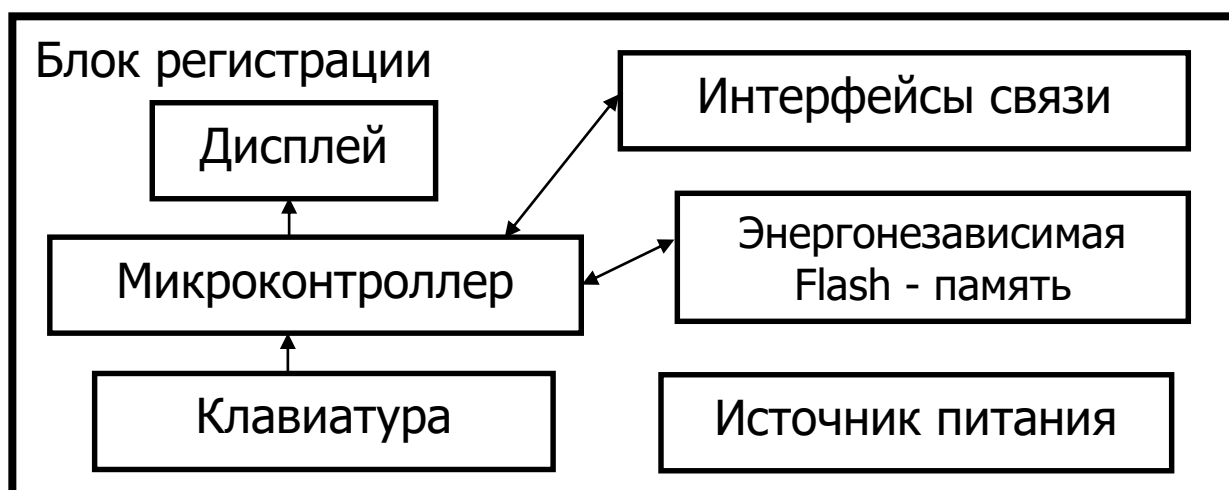 Блок регистрации
Дисплей
Интерфейсы связи
Микроконтроллер
Энергонезависимая
Flash - память
Клавиатура
Источник питания